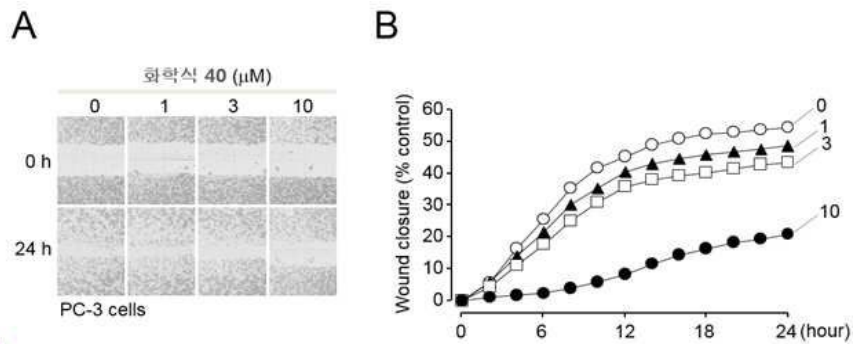 A
화학식 40 (μM)
0 1 3 10
0 h
24 h
PC-3 cells
B
Wound closure (% control)
60
50
40
30
20
10
0
0 6 12 18 24 (hour)
0
1
3
10